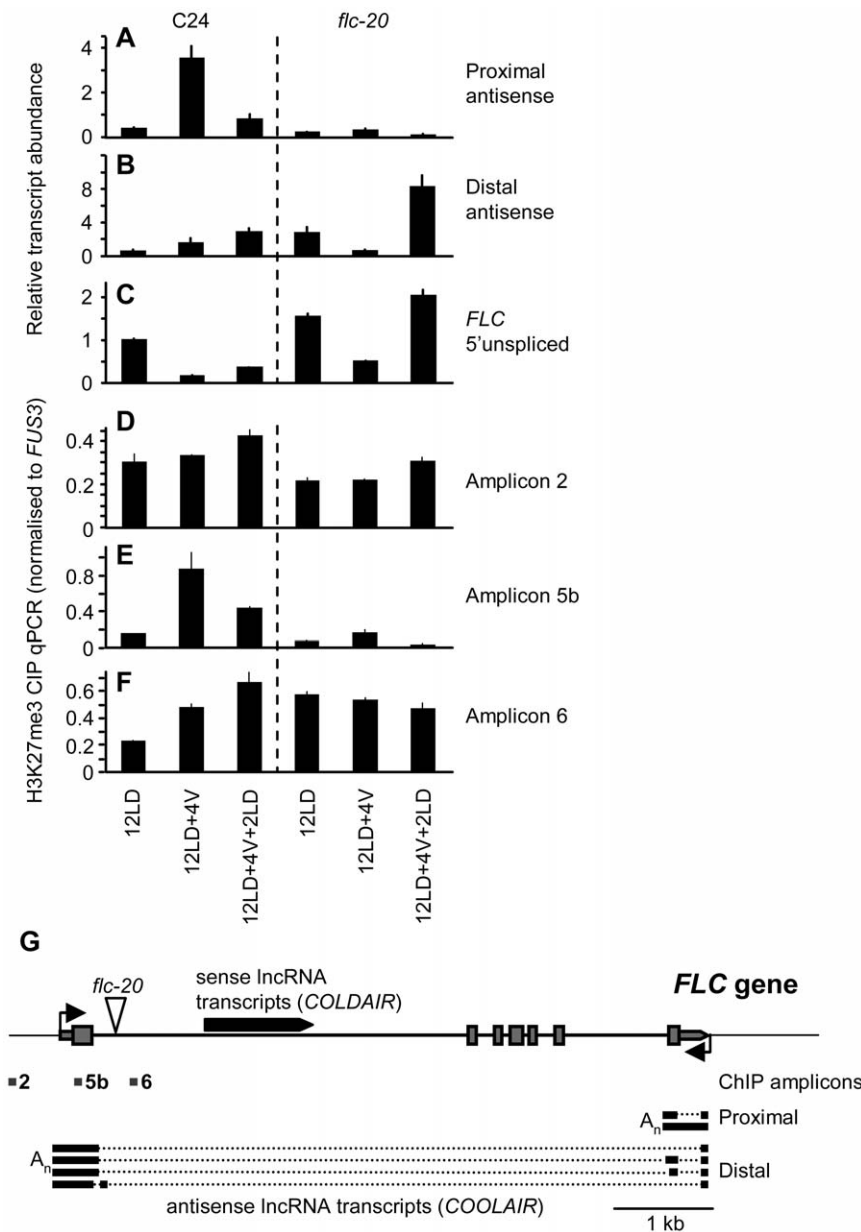 C24
flc-20
A
4
2
0
Proximal
antisense
B
8
4
0
Distal
antisense
Relative transcript abundance
C
2
1
0
FLC
5'unspliced
D
0.4
0.2
0
Amplicon 2
E
0.8
0.4
0
Amplicon 5b
H3K27me3 CIP qPCR (normalised to FUS3)
F
0.6
0.4
0.2
0
Amplicon 6
12LD
12LD+4V
12LD+4V+2LD
12LD
12LD+4V
12LD+4V+2LD
G
flc-20
sense lncRNA
transcripts (COLDAIR)
FLC gene
2
5b
6
ChIP amplicons
An
Proximal
An
Distal
antisense lncRNA transcripts (COOLAIR)
1 kb